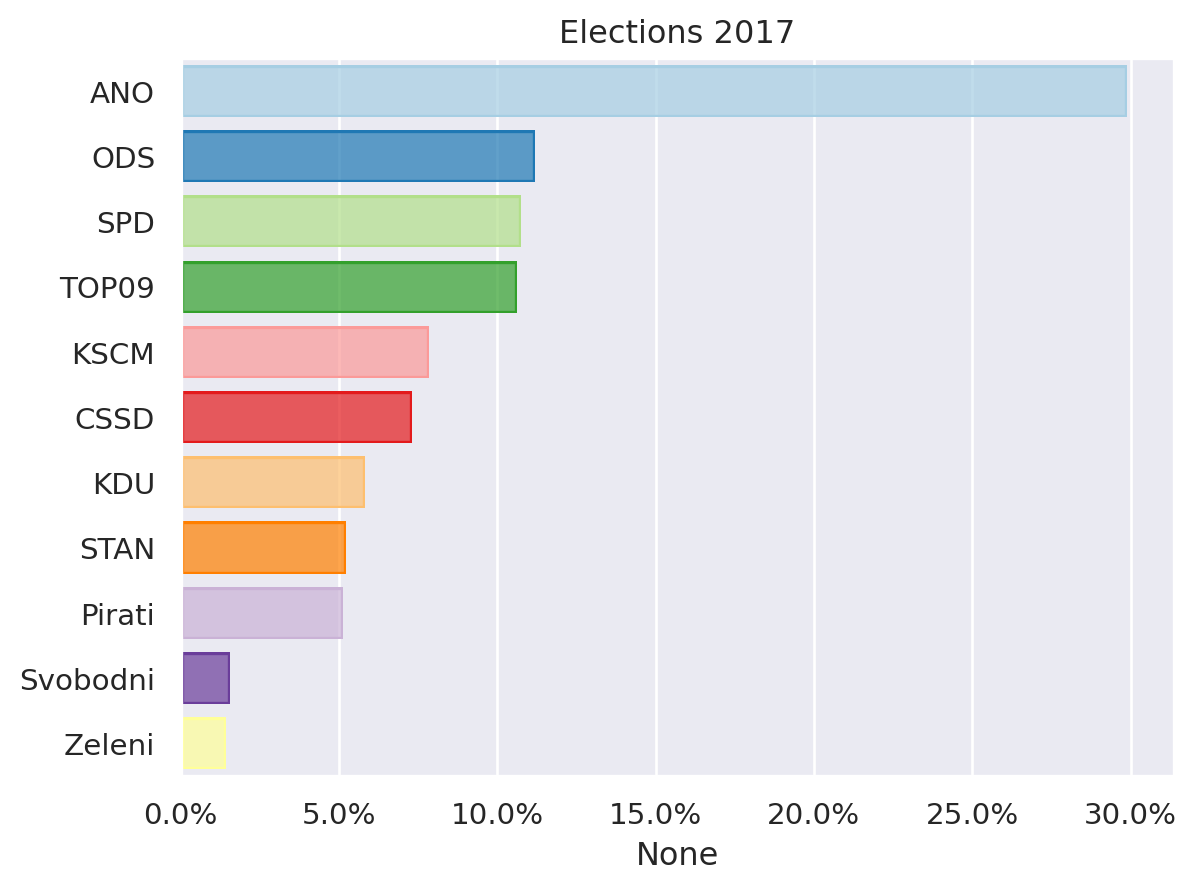 Elections 2017
ANO
ODS
SPD
TOP09
KSCM
CSSD
KDU
STAN
Pirati
Svobodni
Zeleni
0.0% 5.0% 10.0% 15.0% 20.0% 25.0% 30.0%
None